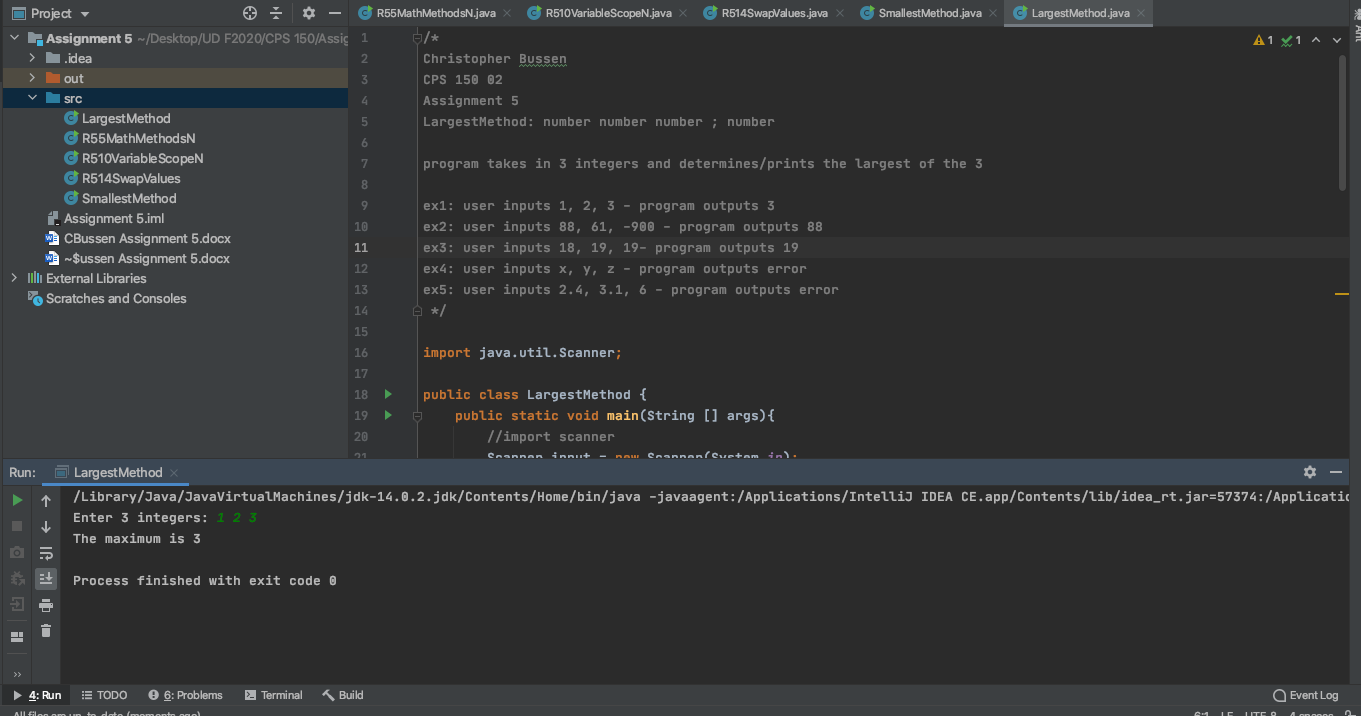 Project
R55MathMethodsN.java
R510VariableScopeN.java
R514SwapValues.java
SmallestMethod.java
LargestMethod.java
Assignment 5 ~/Desktop/UD F2020/CPS 150/Assig
.idea
out
src
LargestMethod
R55MathMethodsN
R510VariableScopeN
R514SwapValues
SmallestMethod
Assignment 5.iml
CBussen Assignment 5.docx
~$ussen Assignment 5.docx
External Libraries
Scratches and Consoles
1 /*
2 Christopher Bussen
3 CPS 150 02
4 Assignment 5
5 LargestMethod: number number number ; number
6
7 program takes in 3 integers and determines/prints the largest of the 3
8
9 ex1: user inputs 1, 2, 3 - program outputs 3
10 ex2: user inputs 88, 61, -900 - program outputs 88
11 ex3: user inputs 18, 19, 19- program outputs 19
12 ex4: user inputs x, y, z - program outputs error
13 ex5: user inputs 2.4, 3.1, 6 - program outputs error
14 */
15
16 import java.util.Scanner;
17
18 public class LargestMethod {
19 public static void main(String [] args){
20 //import scanner
21 Scanner input = new Scanner(System.in);
1 1
Run: LargestMethod
/Library/Java/JavaVirtualMachines/jdk-14.0.2.jdk/Contents/Home/bin/java -javaagent:/Applications/IntelliJ IDEA CE.app/Contents/lib/idea_rt.jar=57374:/Applicatio
Enter 3 integers: 1 2 3
The maximum is 3
Process finished with exit code 0
4: Run TODO 6: Problems Terminal Build Event Log
All files are up-to-date (moments ago) 6:1 LF UTF-8 4 spaces